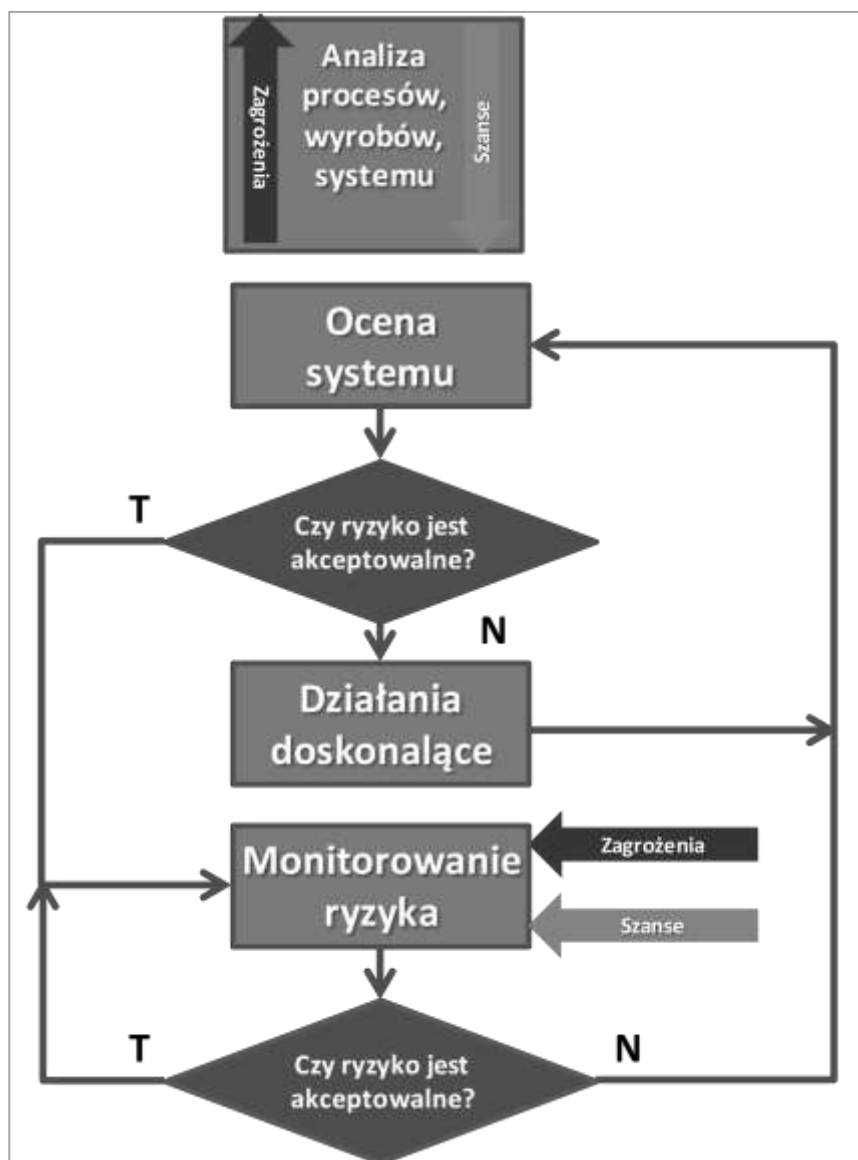 Zagrożenia
Analiza
procesów,
wyrobów,
systemu
Szanse
Ocena
systemu
T
Czy ryzyko jest
akceptowalne?
N
Działania
doskonalące
Monitorowanie
ryzyka
Zagrożenia
Szanse
T
Czy ryzyko jest
akceptowalne?
N